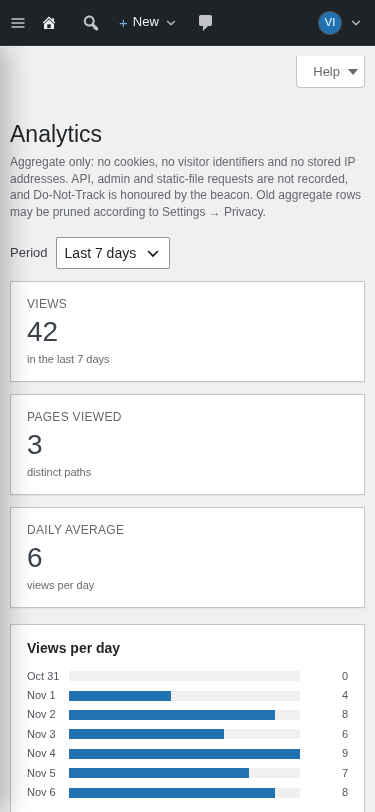 + New
VI
Help
Analytics
Aggregate only: no cookies, no visitor identifiers and no stored IP
addresses. API, admin and static-file requests are not recorded,
and Do-Not-Track is honoured by the beacon. Old aggregate rows
may be pruned according to Settings → Privacy.
Period
Last 7 days
VIEWS
42
in the last 7 days
PAGES VIEWED
3
distinct paths
DAILY AVERAGE
6
views per day
Views per day
Oct 31 0
Nov 1 4
Nov 2 8
Nov 3 6
Nov 4 9
Nov 5 7
Nov 6 8